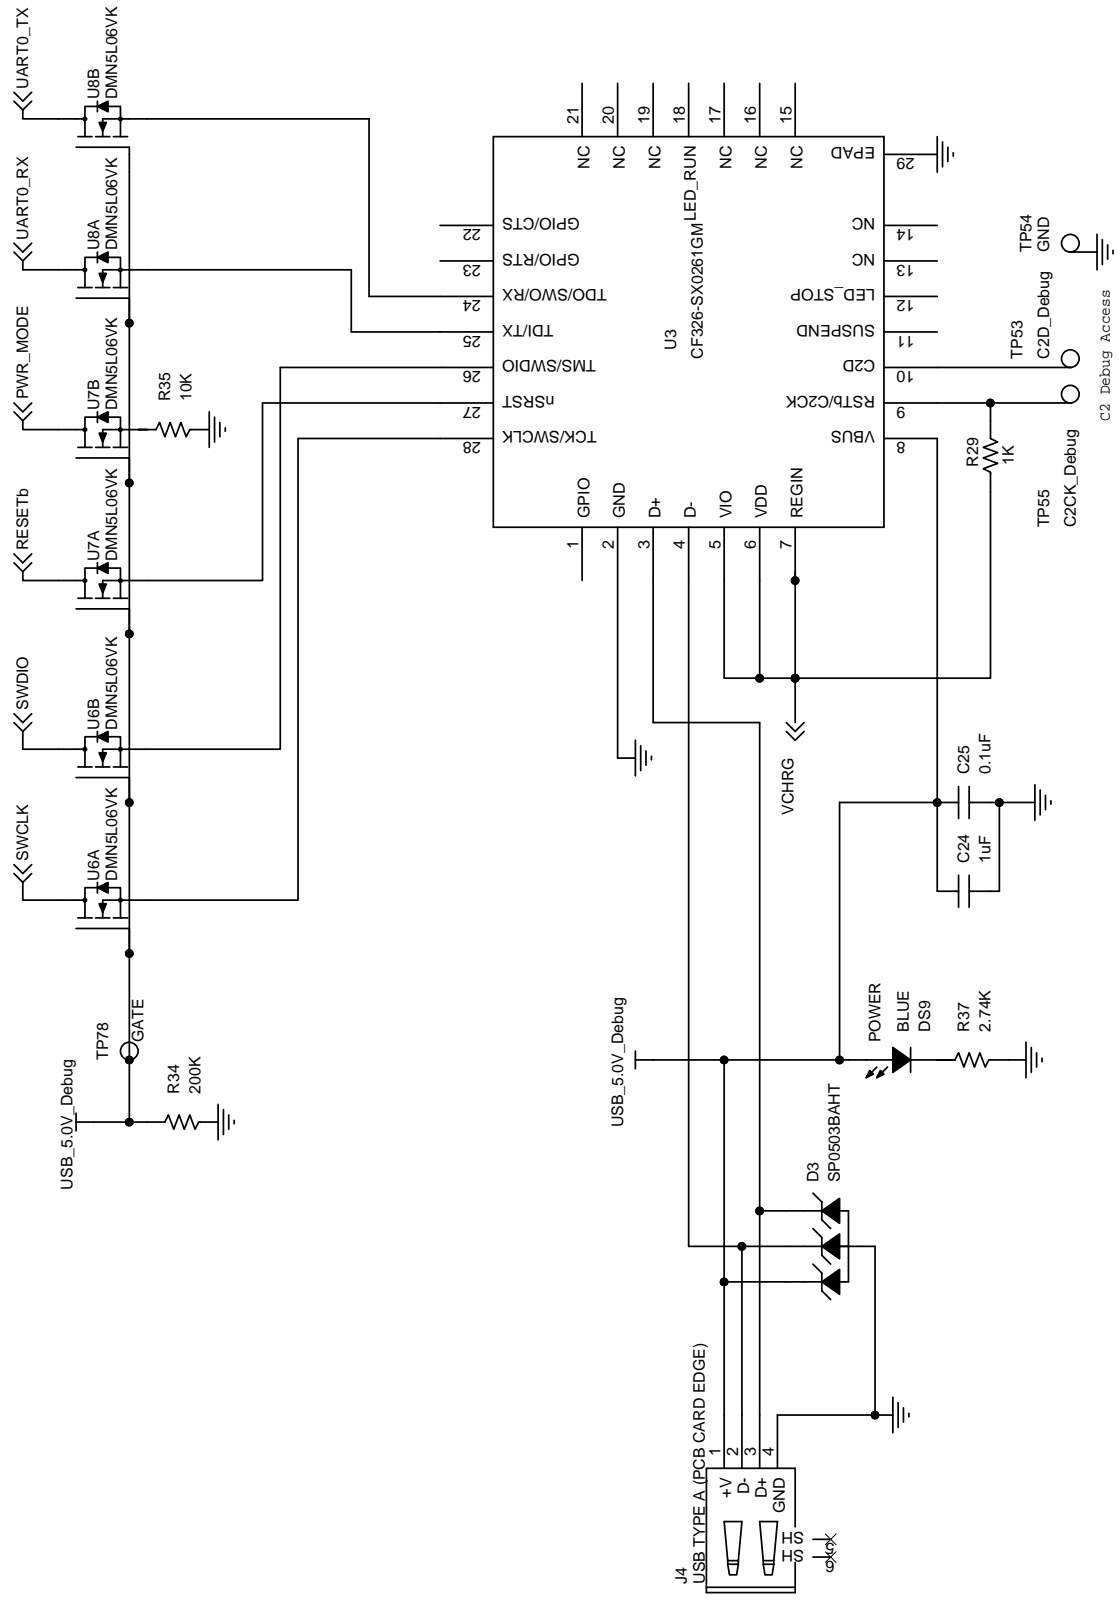 UART0_TX
U8B
DMN5L06VK
UART0_RX
U8A
DMN5L06VK
PWR_MODE
U7B
DMN5L06VK
R35
10K
RESETb
U7A
DMN5L06VK
SWDIO
U6B
DMN5L06VK
SWCLK
U6A
DMN5L06VK
TP78
GATE
USB_5.0V_Debug
R34
200K
U3
CF326-SX0261GM
1
GPIO
2
GND
3
D+
4
D-
5
VIO
6
VDD
7
REGIN
8
VBUS
9
RSTb/C2CK
10
C2D
11
SUSPEND
12
LED_STOP
13
NC
14
NC
15
NC
16
NC
17
NC
18
LED_RUN
19
NC
20
NC
21
NC
22
GPIO/CTS
23
GPIO/RTS
24
TDO/SWO/RX
25
TDI/TX
26
TMS/SWDIO
27
nSRST
28
TCK/SWCLK
29
EPAD
TP54
GND
TP53
C2D_Debug
TP55
C2CK_Debug
C2 Debug Access
R29
1K
VCHRG
C25
0.1uF
C24
1uF
USB_5.0V_Debug
POWER
BLUE
DS9
R37
2.74K
D3
SP0503BAHT
J4
USB TYPE A (PCB CARD EDGE)
+V
1
D-
2
D+
3
GND
4
SH
SH
6